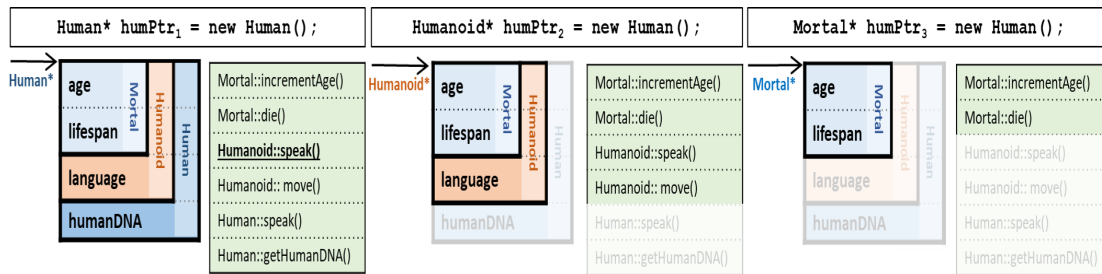 Human* humPtr1 = new Human();
Human*
age
lifespan
Mortal
language
Humanoid
humanDNA
Human
Mortal::incrementAge()
Mortal::die()
Humanoid::speak()
Humanoid:: move()
Human::speak()
Human::getHumanDNA()
Humanoid* humPtr2 = new Human();
Humanoid*
age
lifespan
Mortal
language
Humanoid
humanDNA
Human
Mortal::incrementAge()
Mortal::die()
Humanoid::speak()
Humanoid:: move()
Human::speak()
Human::getHumanDNA()
Mortal* humPtr3 = new Human();
Mortal*
age
lifespan
Mortal
language
Humanoid
humanDNA
Human
Mortal::incrementAge()
Mortal::die()
Humanoid::speak()
Humanoid:: move()
Human::speak()
Human::getHumanDNA()